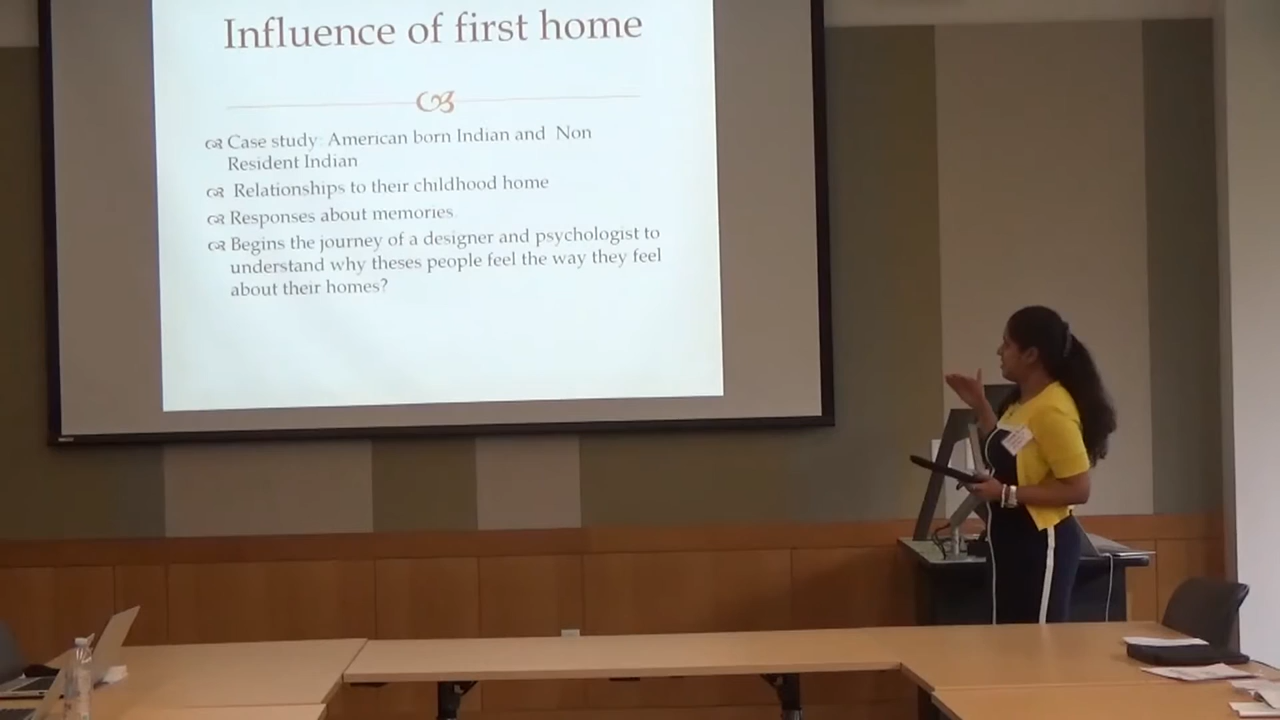 Influence of first home
Case study: American born Indian and Non
Resident Indian
Relationships to their childhood home
Responses about memories
Begins the journey of a designer and psychologist to
understand why theses people feel the way they feel
about their homes?